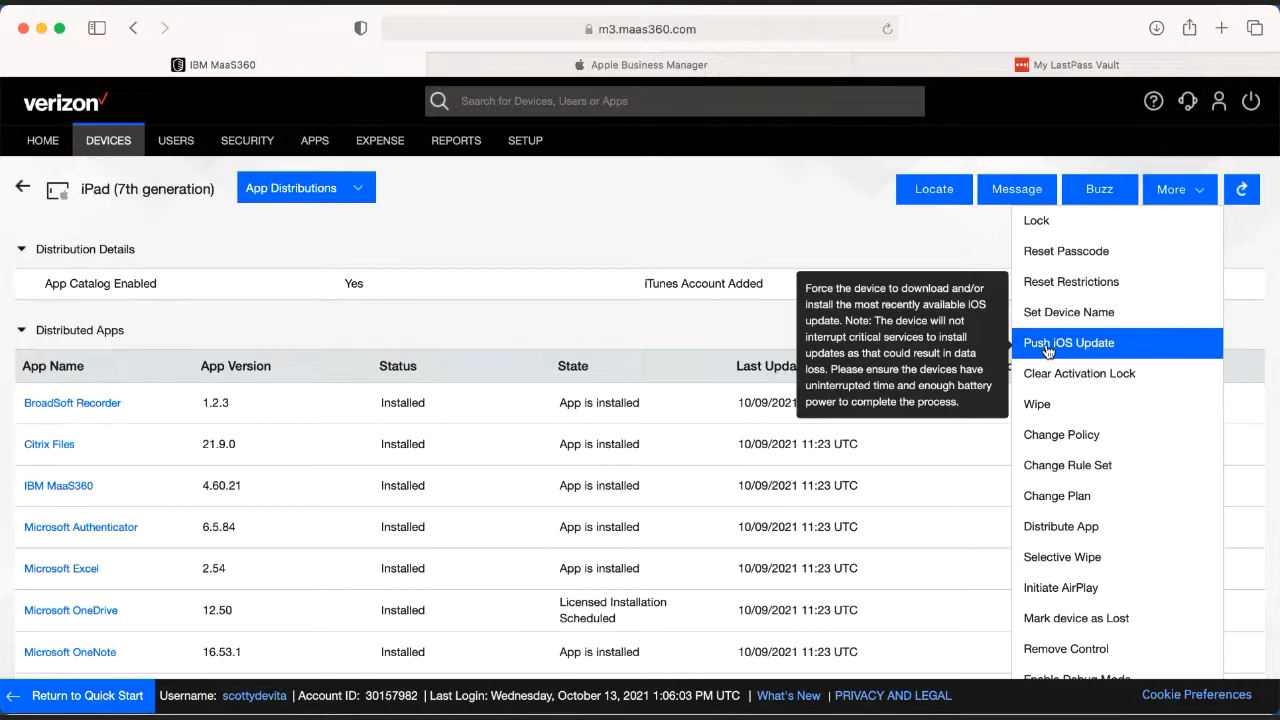 m3.maas360.com
IBM MaaS360
Apple Business Manager
My LastPass Vault
verizon✓
Search for Devices, Users or Apps
HOME DEVICES USERS SECURITY APPS EXPENSE REPORTS SETUP
iPad (7th generation)
App Distributions
Locate Message Buzz More
Distribution Details
App Catalog Enabled Yes iTunes Account Added
Distributed Apps
App Name App Version Status State
BroadSoft Recorder 1.2.3 Installed App is installed 10/09/2021
Citrix Files 21.9.0 Installed App is installed 10/09/2021 11:23 UTC
IBM MaaS360 4.60.21 Installed App is installed 10/09/2021 11:23 UTC
Microsoft Authenticator 6.5.84 Installed App is installed 10/09/2021 11:23 UTC
Microsoft Excel 2.54 Installed App is installed 10/09/2021 11:23 UTC
Microsoft OneDrive 12.50 Installed Licensed Installation Scheduled 10/09/2021 11:23 UTC
Microsoft OneNote 16.53.1 Installed App is installed 10/09/2021 11:23 UTC
Force the device to download and/or
install the most recently available iOS
update. Note: The device will not
interrupt critical services to install
updates as that could result in data
loss. Please ensure the devices have
uninterrupted time and enough battery
power to complete the process.
Lock
Reset Passcode
Reset Restrictions
Set Device Name
Push iOS Update
Clear Activation Lock
Wipe
Change Policy
Change Rule Set
Change Plan
Distribute App
Selective Wipe
Initiate AirPlay
Mark device as Lost
Remove Control
Enable Debug Mode
Return to Quick Start Username: scottydevita | Account ID: 30157982 | Last Login: Wednesday, October 13, 2021 1:06:03 PM UTC | What's New | PRIVACY AND LEGAL
Cookie Preferences